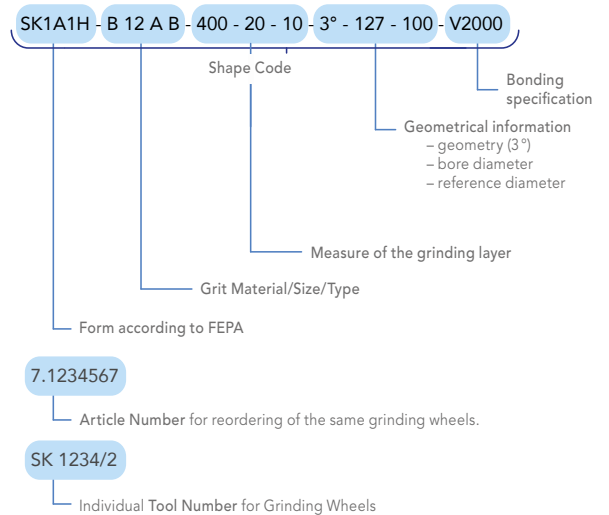 SK1A1H - B 12 A B - 400 - 20 - 10 - 3° - 127 - 100 - V2000
Shape Code
Bonding
specification
Geometrical information
– geometry (3°)
– bore diameter
– reference diameter
Measure of the grinding layer
Grit Material/Size/Type
Form according to FEPA
7.1234567
Article Number for reordering of the same grinding wheels.
SK 1234/2
Individual Tool Number for Grinding Wheels